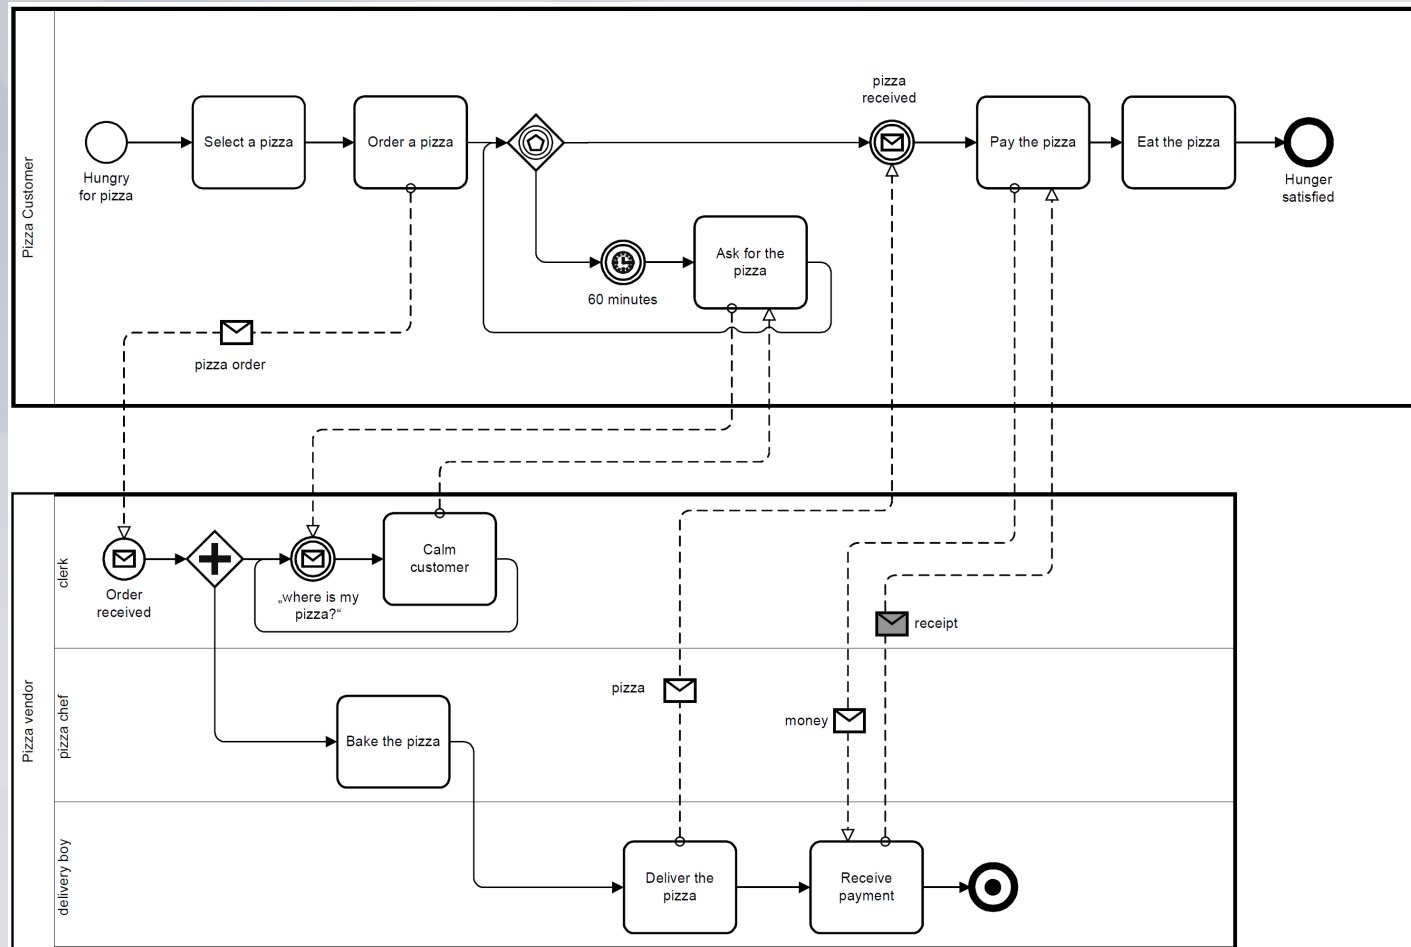 Pizza Customer
Hungry
for pizza
Select a pizza
Order a pizza
pizza
received
Pay the pizza
Eat the pizza
Hunger
satisfied
60 minutes
Ask for the
pizza
pizza order
Pizza vendor
clerk
Order
received
„where is my
pizza?“
Calm
customer
receipt
pizza chef
Bake the pizza
pizza
money
delivery boy
Deliver the
pizza
Receive
payment